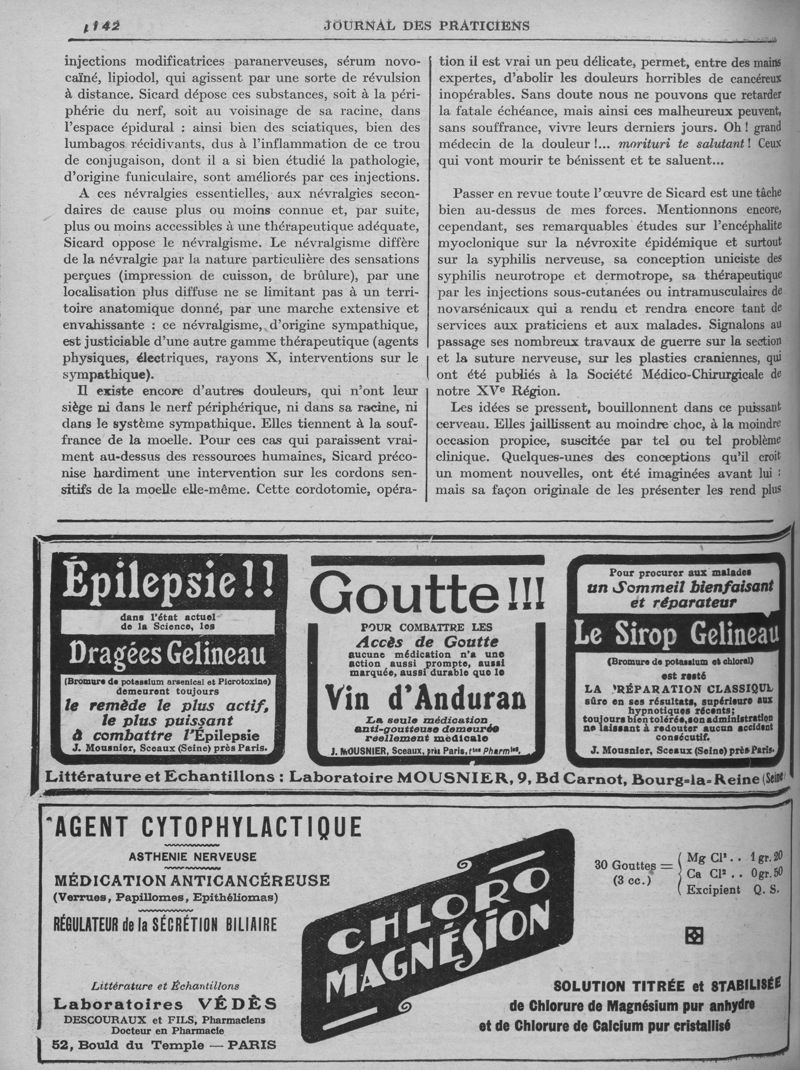 1142
JOURNAL DES PRATICIENS
injections modificatrices paranerveuses, sérum novo-
caïné, lipiodol, qui agissent par une sorte de révulsion
à distance. Sicard dépose ces substances, soit à la péri-
phérie du nerf, soit au voisinage de sa racine, dans
l'espace épidural : ainsi bien des sciatiques, bien des
lumbagos récidivants, dus à l'inflammation de ce trou
de conjugaison, dont il a si bien étudié la pathologie,
d'origine funiculaire, sont améliorés par ces injections.
A ces névralgies essentielles, aux névralgies secon-
daires de cause plus ou moins connue et, par suite,
plus ou moins accessibles à une thérapeutique adéquate,
Sicard oppose le névralgisme. Le névralgisme diffère
de la névralgie par la nature particulière des sensations
perçues (impression de cuisson, de brûlure), par une
localisation plus diffuse ne se limitant pas à un terri-
toire anatomique donné, par une marche extensive et
envahissante : ce névralgisme, d'origine sympathique,
est justiciable d'une autre gamme thérapeutique (agents
physiques, électriques, rayons X, interventions sur le
sympathique).
Il existe encore d'autres douleurs, qui n'ont leur
siège ni dans le nerf périphérique, ni dans sa racine, ni
dans le système sympathique. Elles tiennent à la souf-
france de la moelle. Pour ces cas qui paraissent vrai-
ment au-dessus des ressources humaines, Sicard préco-
nise hardiment une intervention sur les cordons sen-
sitifs de la moelle elle-même. Cette cordotomie, opéra-
tion il est vrai un peu délicate, permet, entre des mains
expertes, d'abolir les douleurs horribles de cancéreux
inopérables. Sans doute nous ne pouvons que retarder
la fatale échéance, mais ainsi ces malheureux peuvent,
sans souffrance, vivre leurs derniers jours. Oh ! grand
médecin de la douleur !... morituri te salutant ! Ceux
qui vont mourir te bénissent et te saluent...
Passer en revue toute l'œuvre de Sicard est une tâche
bien au-dessus de mes forces. Mentionnons encore,
cependant, ses remarquables études sur l'encéphalite
myoclonique sur la névroxite épidémique et surtout
sur la syphilis nerveuse, sa conception uniciste des
syphilis neurotrope et dermotrope, sa thérapeutique
par les injections sous-cutanées ou intramusculaires de
novarsénicaux qui a rendu et rendra encore tant de
services aux praticiens et aux malades. Signalons au
passage ses nombreux travaux de guerre sur la section
et la suture nerveuse, sur les plasties craniennes, qui
ont été publiés à la Société Médico-Chirurgicale de
notre XVe Région.
Les idées se pressent, bouillonnent dans ce puissant
cerveau. Elles jaillissent au moindre choc, à la moindre
occasion propice, suscitée par tel ou tel problème
clinique. Quelques-unes des conceptions qu'il croit
un moment nouvelles, ont été imaginées avant lui :
mais sa façon originale de les présenter les rend plus
Épilepsie !!
dans l'état actuel
de la Science, les
Dragées Gelineau
(Bromure de potassium arsenical et Picrotoxine)
demeurent toujours
le remède le plus actif,
le plus puissant
à combattre l'Épilepsie
J. Mousnier, Sceaux (Seine) près Paris.
Goutte !!!
POUR COMBATTRE LES
Accès de Goutte
aucune médication n'a une
action aussi prompte, aussi
marquée, aussi durable que le
Vin d'Anduran
La seule médication
anti-goutteuse demeurée
réellement médicale
J. MOUSNIER, Sceaux, près Paris, 1res Pharmies.
Pour procurer aux malades
un Sommeil bienfaisant
et réparateur
Le Sirop Gelineau
(Bromure de potassium et chloral)
est resté
LA PRÉPARATION CLASSIQUE
sûre en ses résultats, supérieure aux
hypnotiques récents;
toujours bien tolérée, son administration
ne laissant à redouter aucun accident
consécutif.
J. Mousnier, Sceaux (Seine) près Paris.
Littérature et Echantillons : Laboratoire MOUSNIER, 9, Bd Carnot, Bourg-la-Reine (Seine)
AGENT CYTOPHYLACTIQUE
ASTHENIE NERVEUSE
MÉDICATION ANTICANCÉREUSE
(Verrues, Papillomes, Epithéliomas)
RÉGULATEUR de la SÉCRÉTION BILIAIRE
Littérature et Échantillons
Laboratoires VÉDÈS
DESCOURAUX et FILS, Pharmaciens
Docteur en Pharmacie
52, Bould du Temple — PARIS
CHLORO
MAGNÉSION
30 Gouttes =
(3 cc.)
Mg Cl² . . 1 gr. 20
Ca Cl² . . 0 gr. 50
Excipient Q. S.
SOLUTION TITRÉE et STABILISÉE
de Chlorure de Magnésium pur anhydre
et de Chlorure de Calcium pur cristallisé